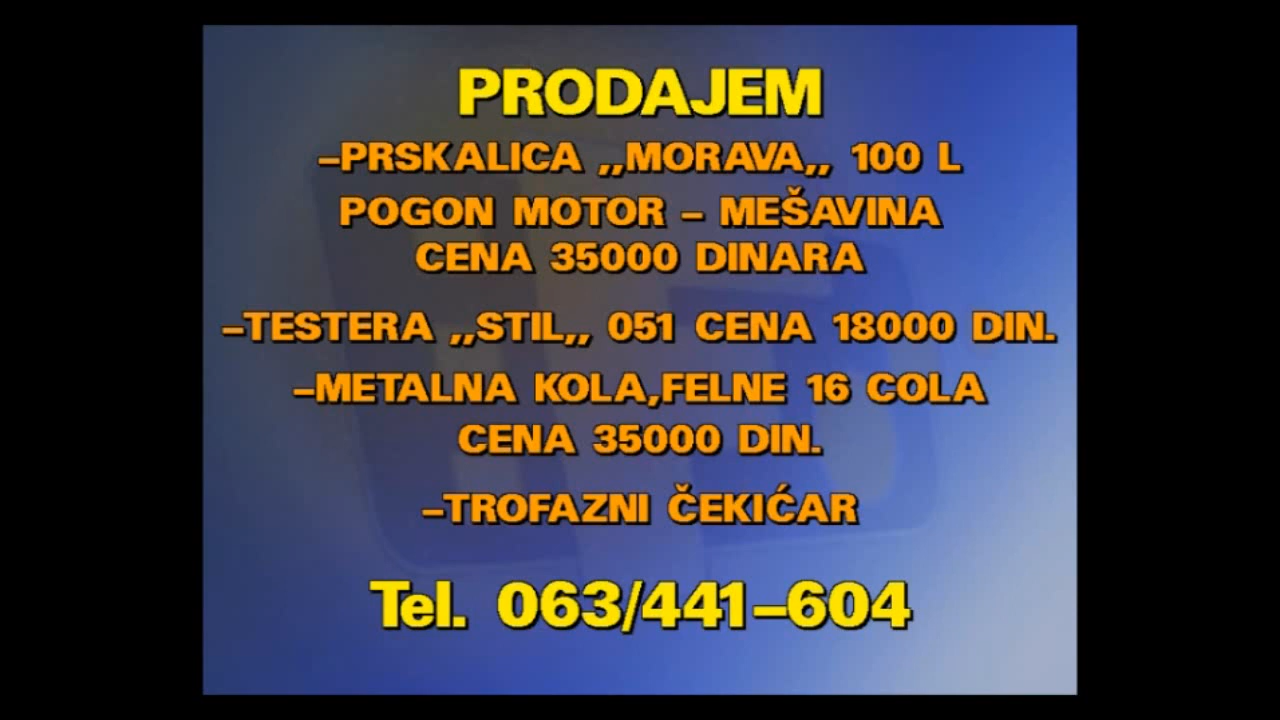 PRODAJEM
–PRSKALICA ,,MORAVA,, 100 L
POGON MOTOR – MEŠAVINA
CENA 35000 DINARA
–TESTERA ,,STIL,, 051 CENA 18000 DIN.
–METALNA KOLA,FELNE 16 COLA
CENA 35000 DIN.
–TROFAZNI ČEKIĆAR
Tel. 063/441–604